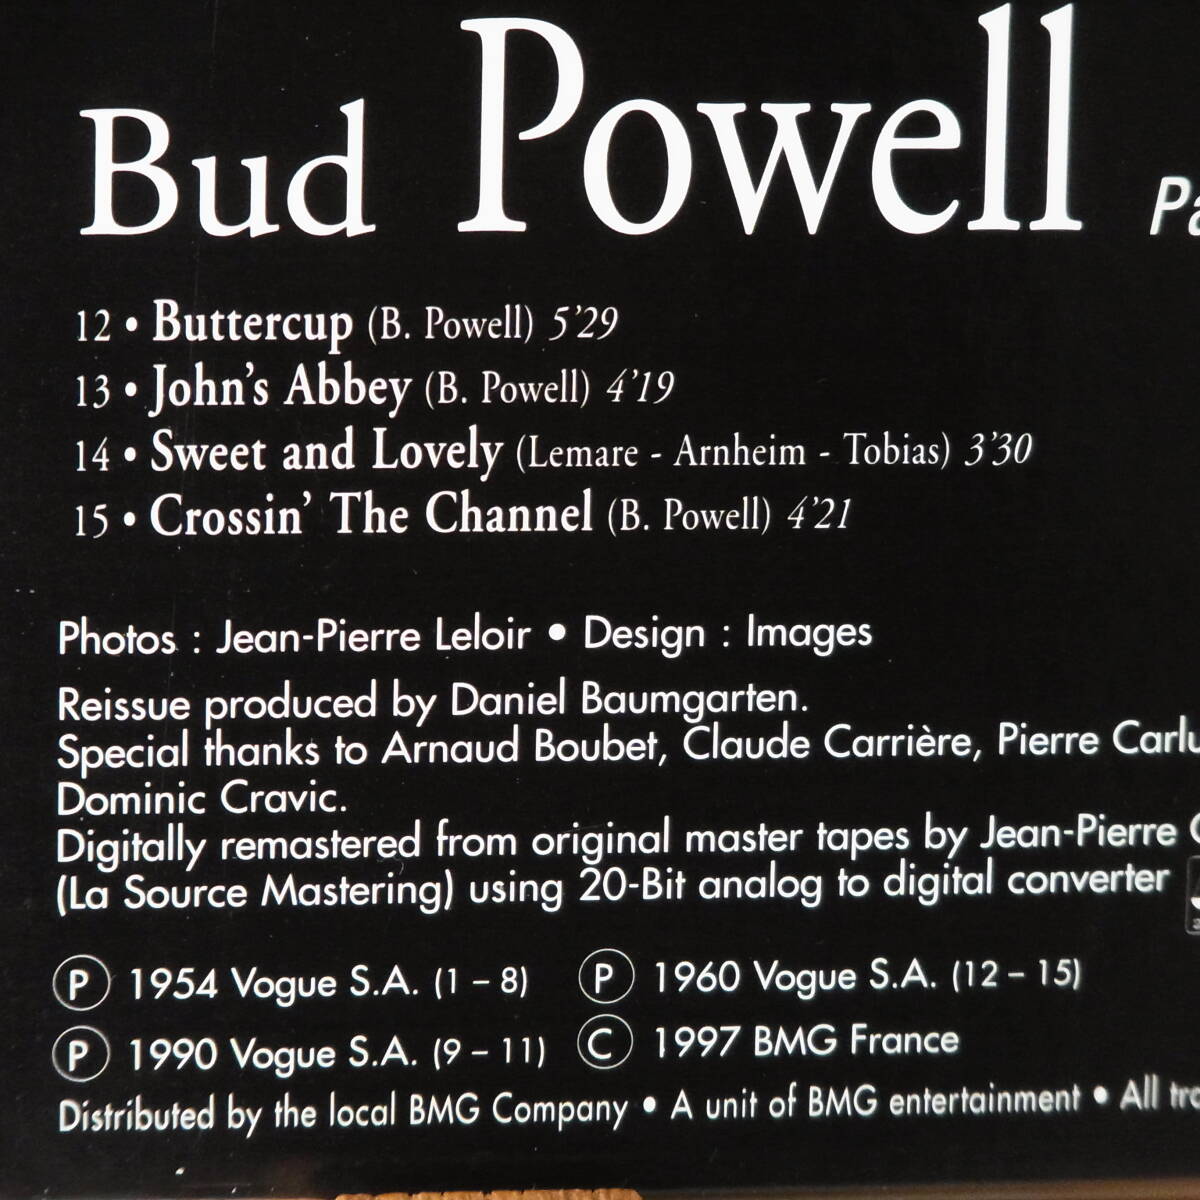 Bud Powell
12 • Buttercup (B. Powell) 5'29
13 • John's Abbey (B. Powell) 4'19
14 • Sweet and Lovely (Lemare - Arnheim - Tobias) 3'30
15 • Crossin' The Channel (B. Powell) 4'21
Photos : Jean-Pierre Leloir • Design : Images
Reissue produced by Daniel Baumgarten.
Special thanks to Arnaud Boubet, Claude Carrière, Pierre
Dominic Cravic.
Digitally remastered from original master tapes by Jean-Pierre
(La Source Mastering) using 20-Bit analog to digital converter
Ⓟ 1954 Vogue S.A. (1 – 8) Ⓟ 1960 Vogue S.A. (12 – 15)
Ⓟ 1990 Vogue S.A. (9 – 11) Ⓒ 1997 BMG France
Distributed by the local BMG Company • A unit of BMG entertainment • All